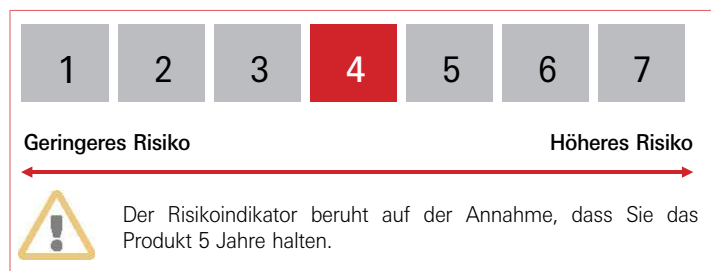 1 2 3 4 5 6 7
Geringeres Risiko Höheres Risiko
Der Risikoindikator beruht auf der Annahme, dass Sie das
Produkt 5 Jahre halten.